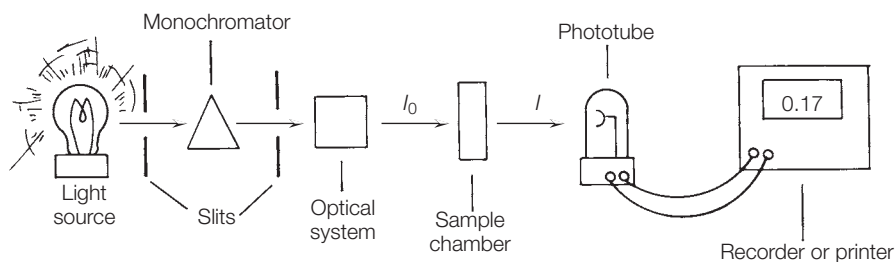 Monochromator
Phototube
I₀
I
0.17
Light
source
Slits
Optical
system
Sample
chamber
Recorder or printer